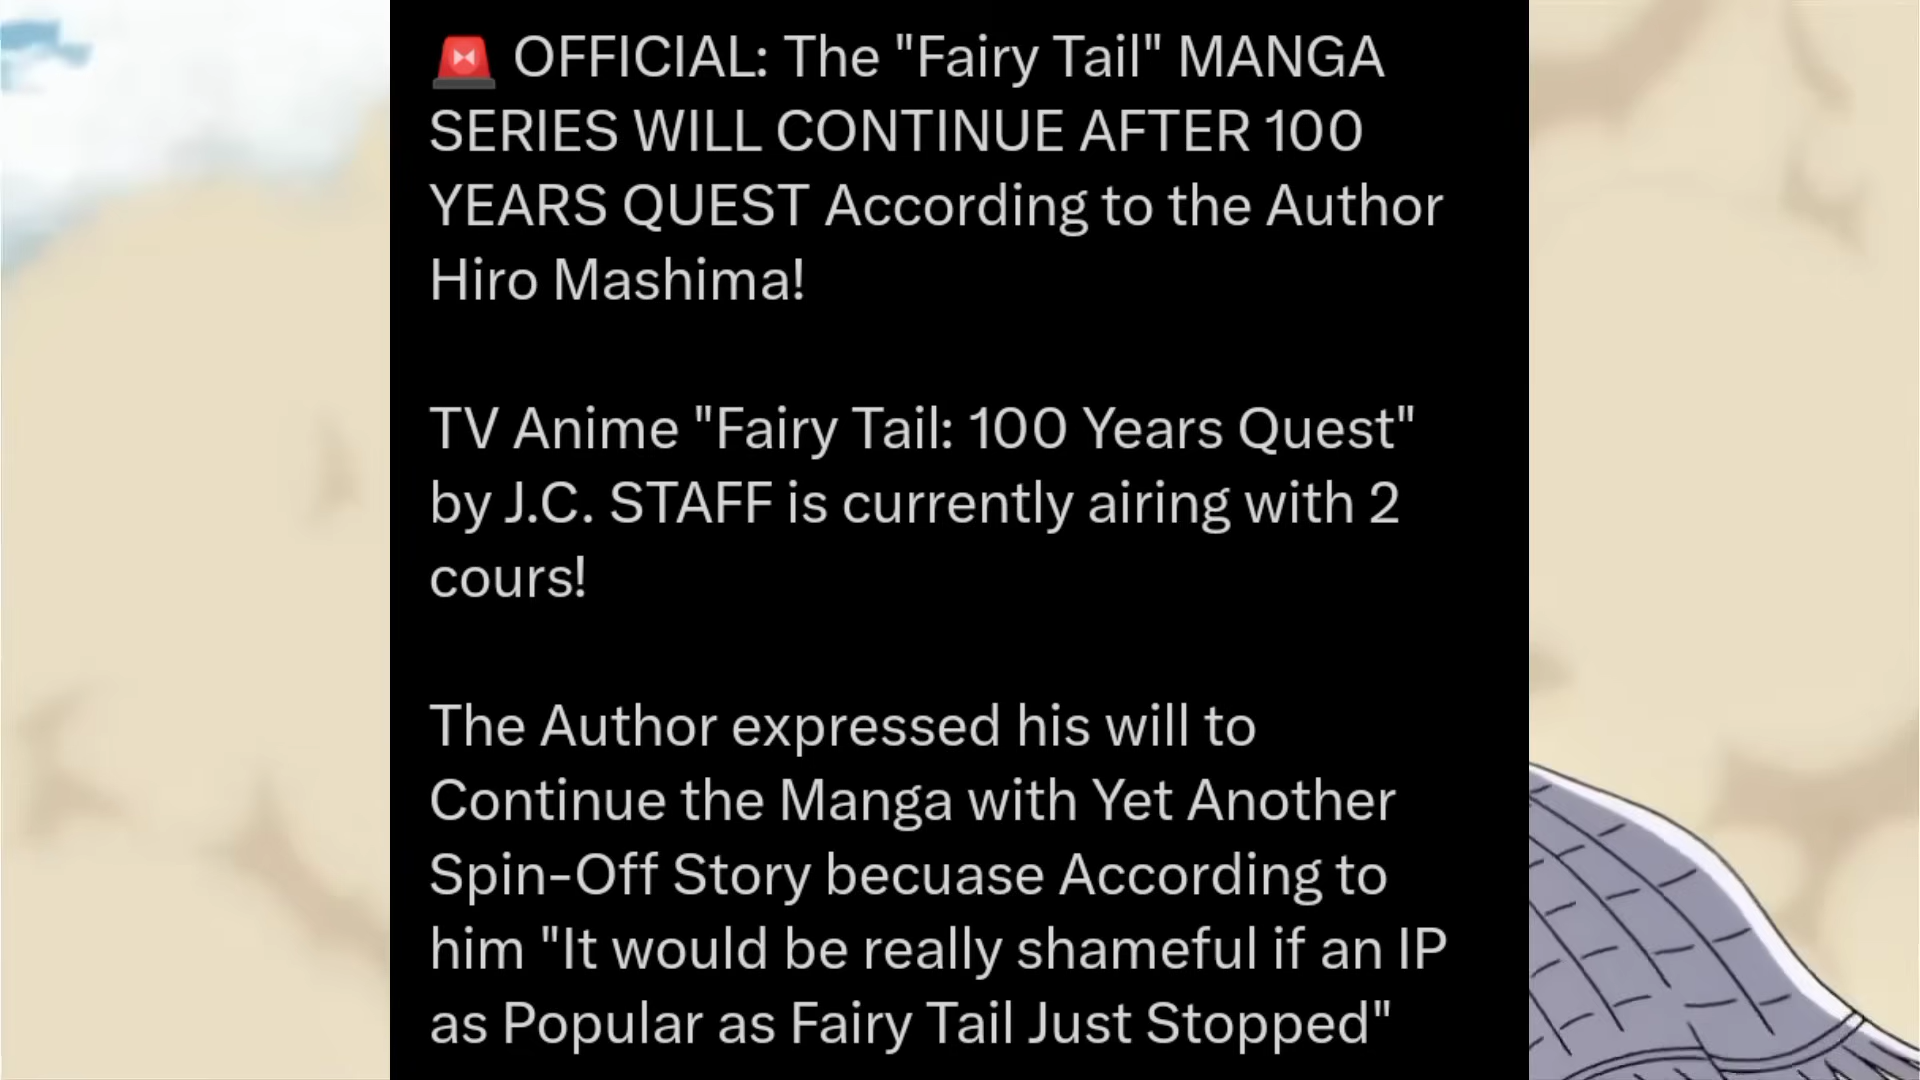 🚨 OFFICIAL: The "Fairy Tail" MANGA
SERIES WILL CONTINUE AFTER 100
YEARS QUEST According to the Author
Hiro Mashima!
TV Anime "Fairy Tail: 100 Years Quest"
by J.C. STAFF is currently airing with 2
cours!
The Author expressed his will to
Continue the Manga with Yet Another
Spin-Off Story becuase According to
him "It would be really shameful if an IP
as Popular as Fairy Tail Just Stopped"